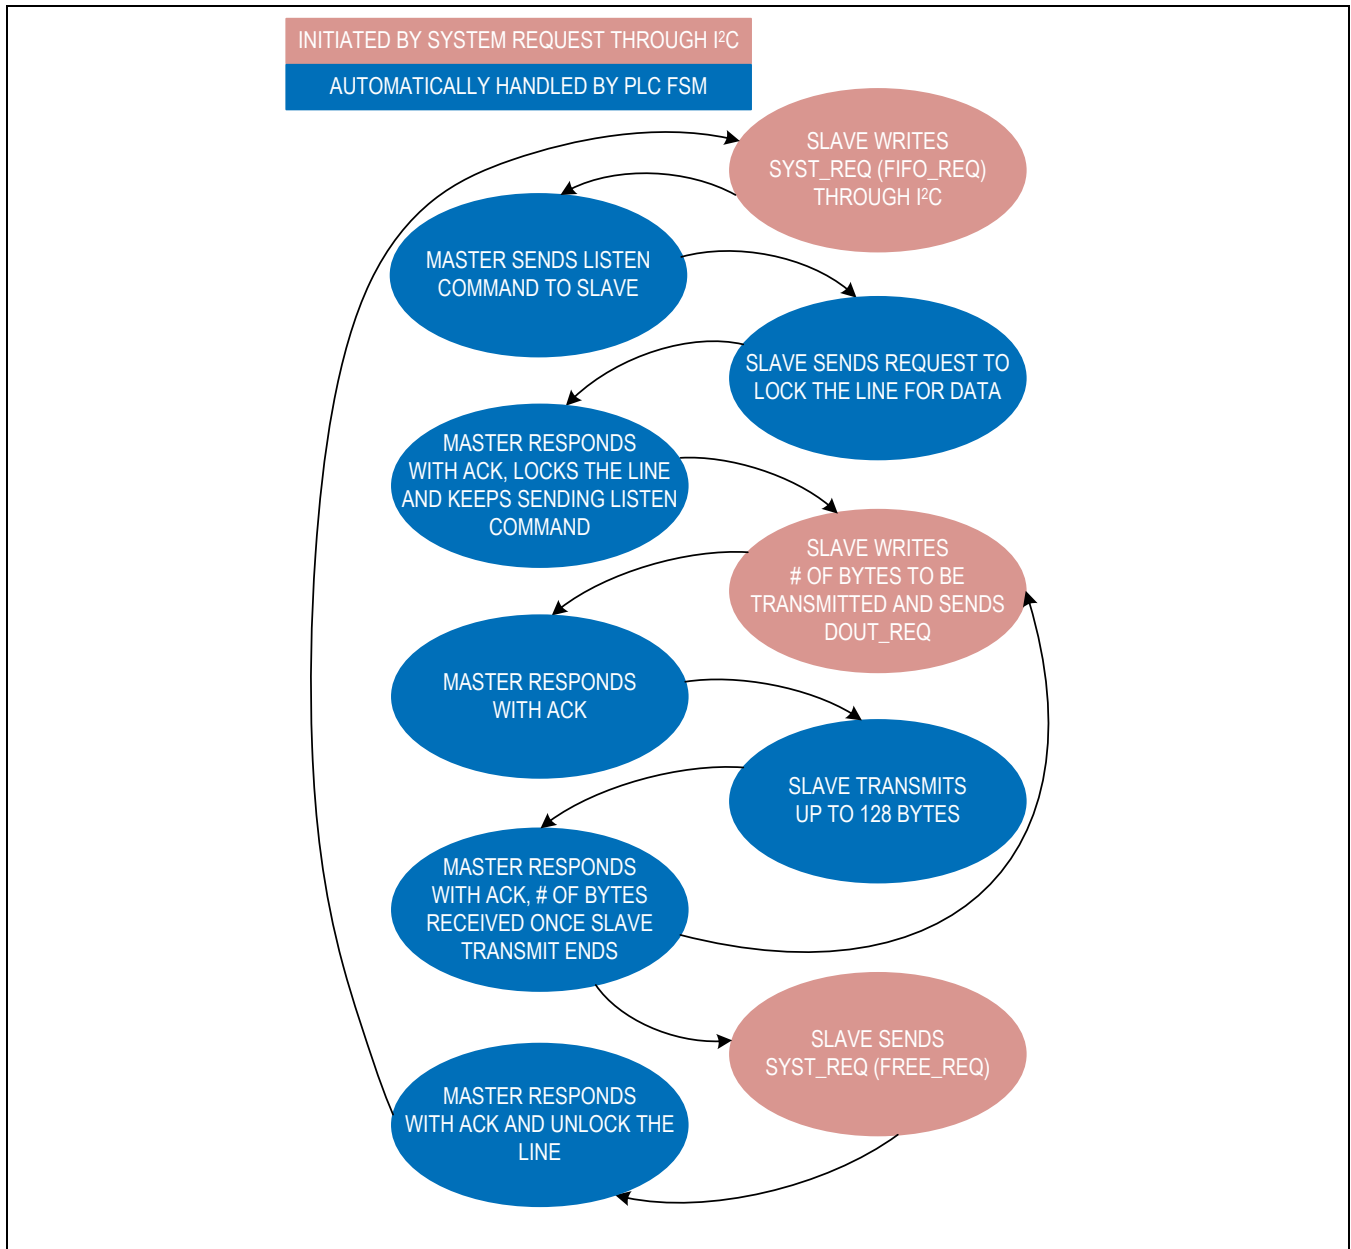 INITIATED BY SYSTEM REQUEST THROUGH I²C
AUTOMATICALLY HANDLED BY PLC FSM
SLAVE WRITES
SYST_REQ (FIFO_REQ)
THROUGH I²C
MASTER SENDS LISTEN
COMMAND TO SLAVE
SLAVE SENDS REQUEST TO
LOCK THE LINE FOR DATA
MASTER RESPONDS
WITH ACK, LOCKS THE LINE
AND KEEPS SENDING LISTEN
COMMAND
SLAVE WRITES
# OF BYTES TO BE
TRANSMITTED AND SENDS
DOUT_REQ
MASTER RESPONDS
WITH ACK
SLAVE TRANSMITS
UP TO 128 BYTES
MASTER RESPONDS
WITH ACK, # OF BYTES
RECEIVED ONCE SLAVE
TRANSMIT ENDS
SLAVE SENDS
SYST_REQ (FREE_REQ)
MASTER RESPONDS
WITH ACK AND UNLOCK THE
LINE